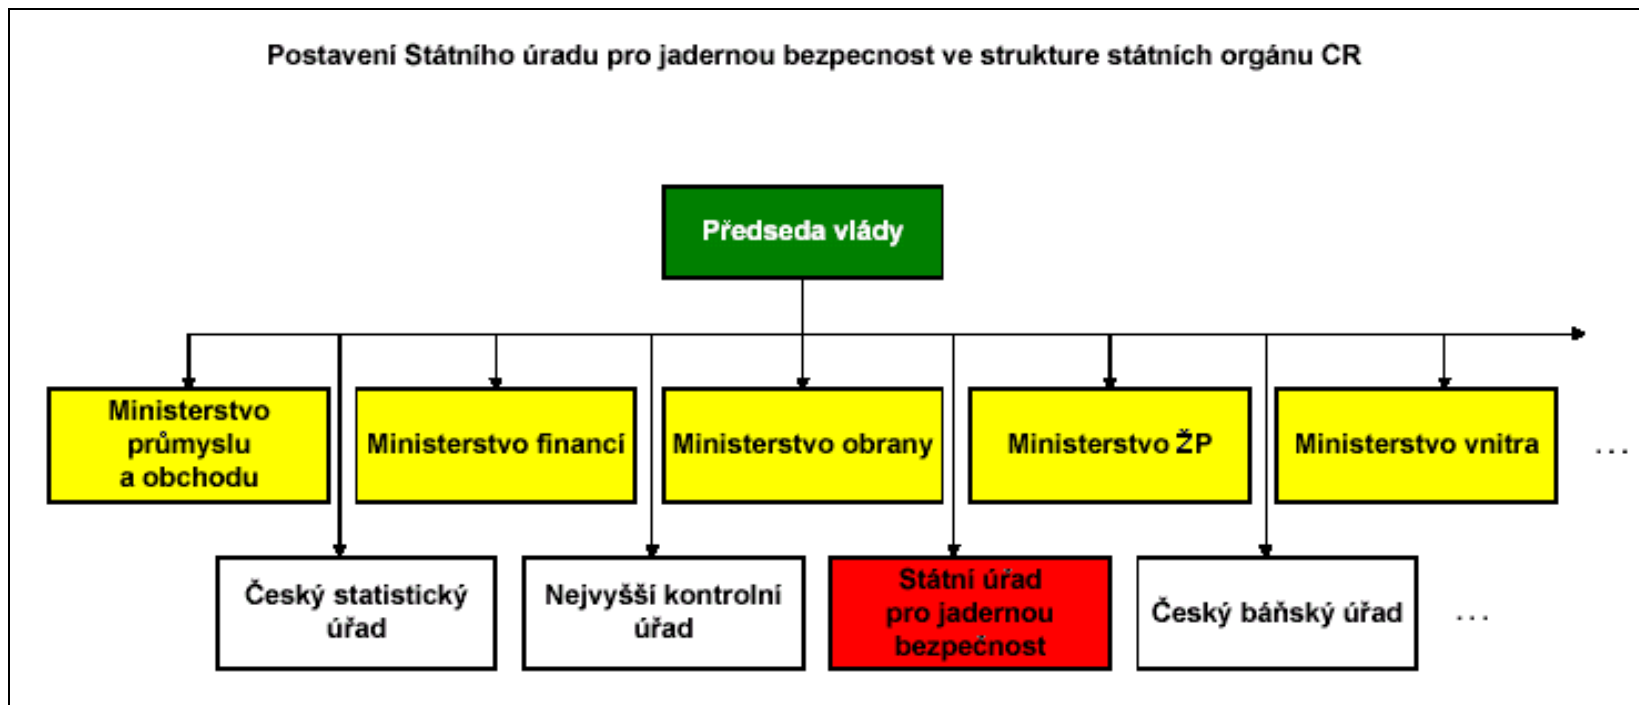 Postavení Státního úradu pro jadernou bezpecnost ve strukture státních orgánu CR
Předseda vlády
Ministerstvo
průmyslu
a obchodu
Ministerstvo financí
Ministerstvo obrany
Ministerstvo ŽP
Ministerstvo vnitra
...
Český statistický
úřad
Nejvyšší kontrolní
úřad
Státní úřad
pro jadernou
bezpečnost
Český báňský úřad
...